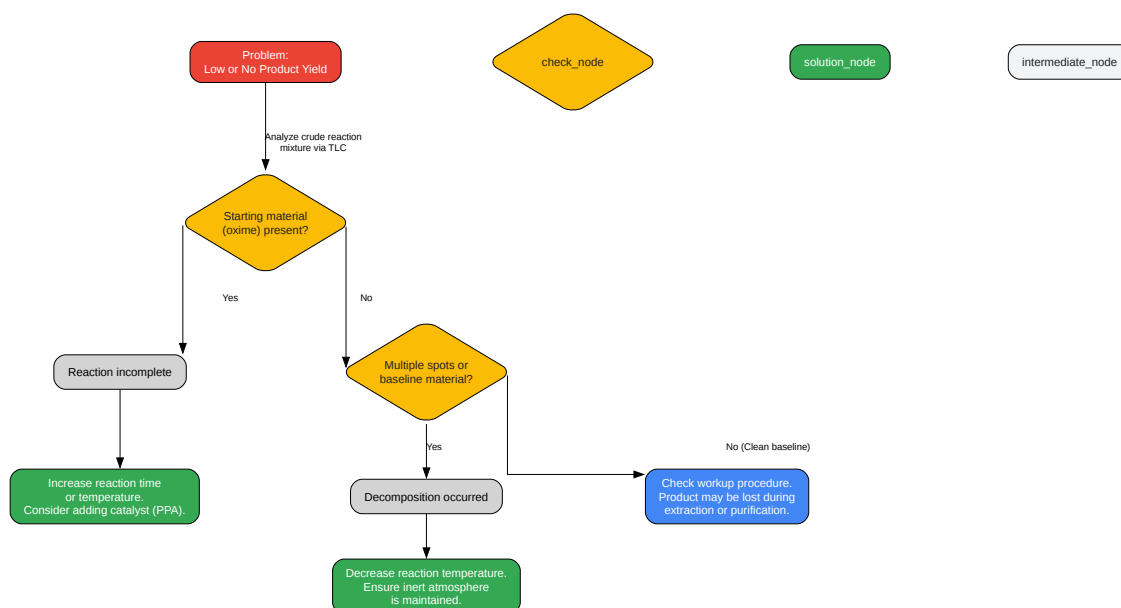 Problem:
Low or No Product Yield
check_node
solution_node
intermediate_node
Analyze crude reaction
mixture via TLC
Starting material
(oxime) present?
Yes
No
Reaction incomplete
Multiple spots or
baseline material?
Yes
No (Clean baseline)
Increase reaction time
or temperature.
Consider adding catalyst (PPA).
Decomposition occurred
Check workup procedure.
Product may be lost during
extraction or purification.
Decrease reaction temperature.
Ensure inert atmosphere
is maintained.